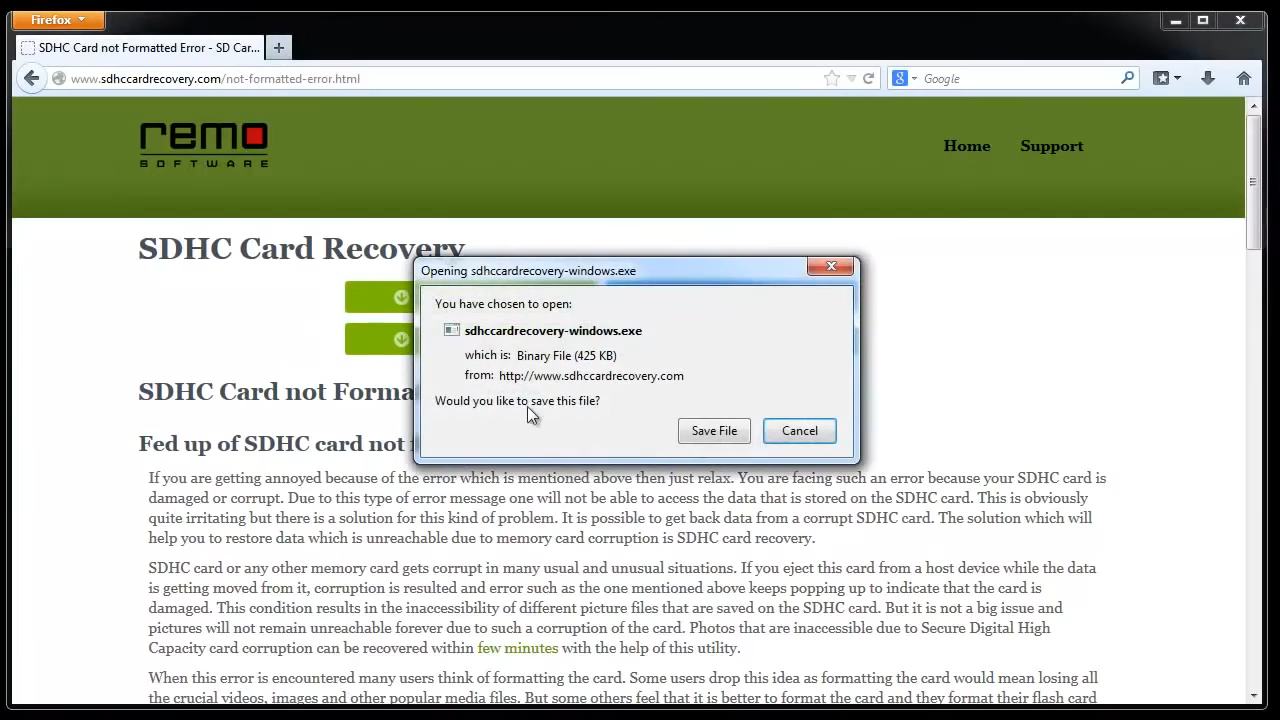 Firefox
SDHC Card not Formatted Error - SD Car...
www.sdhccardrecovery.com/not-formatted-error.html
Google
remo
SOFTWARE
Home Support
SDHC Card Recovery
Opening sdhccardrecovery-windows.exe
You have chosen to open:
sdhccardrecovery-windows.exe
which is: Binary File (425 KB)
from: http://www.sdhccardrecovery.com
Would you like to save this file?
Save File Cancel
SDHC Card not Forma
Fed up of SDHC card not
If you are getting annoyed because of the error which is mentioned above then just relax. You are facing such an error because your SDHC card is
damaged or corrupt. Due to this type of error message one will not be able to access the data that is stored on the SDHC card. This is obviously
quite irritating but there is a solution for this kind of problem. It is possible to get back data from a corrupt SDHC card. The solution which will
help you to restore data which is unreachable due to memory card corruption is SDHC card recovery.
SDHC card or any other memory card gets corrupt in many usual and unusual situations. If you eject this card from a host device while the data
is getting moved from it, corruption is resulted and error such as the one mentioned above keeps popping up to indicate that the card is
damaged. This condition results in the inaccessibility of different picture files that are saved on the SDHC card. But it is not a big issue and
pictures will not remain unreachable forever due to such a corruption of the card. Photos that are inaccessible due to Secure Digital High
Capacity card corruption can be recovered within few minutes with the help of this utility.
When this error is encountered many users think of formatting the card. Some users drop this idea as formatting the card would mean losing all
the crucial videos, images and other popular media files. But some others feel that it is better to format the card and they format their flash card